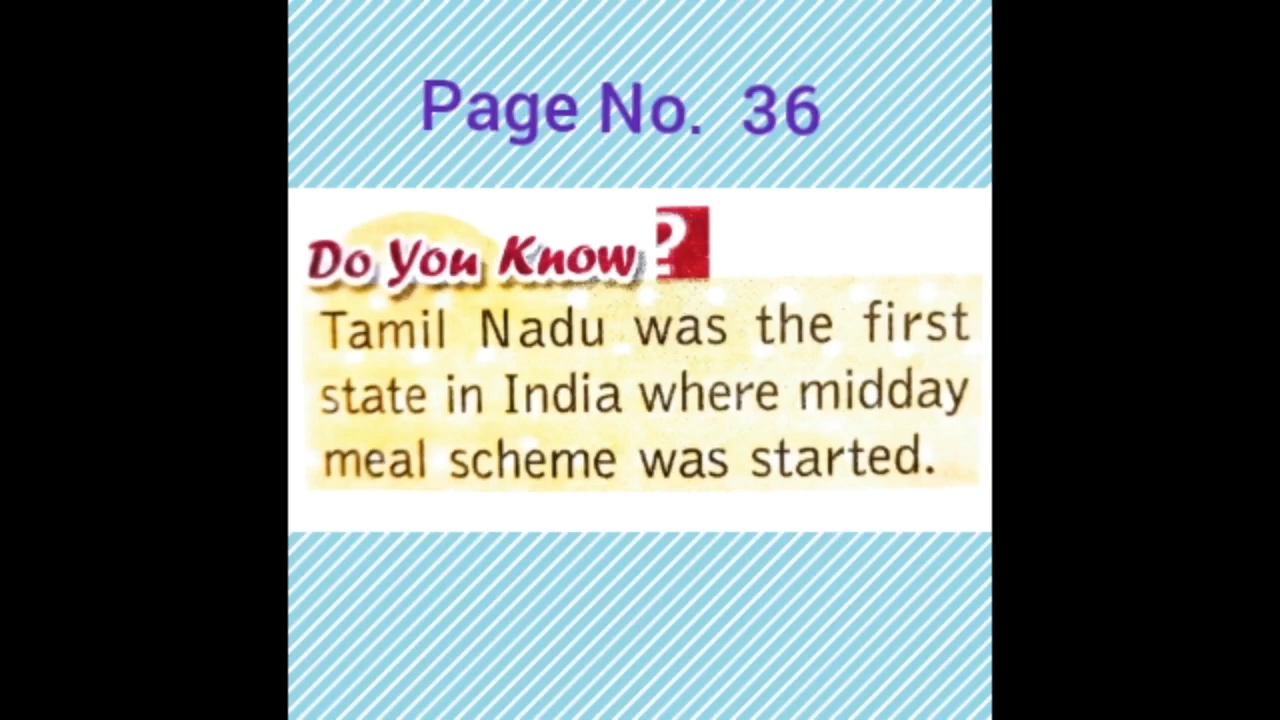 Page No. 36
Do You Know ?
Tamil Nadu was the first
state in India where midday
meal scheme was started.